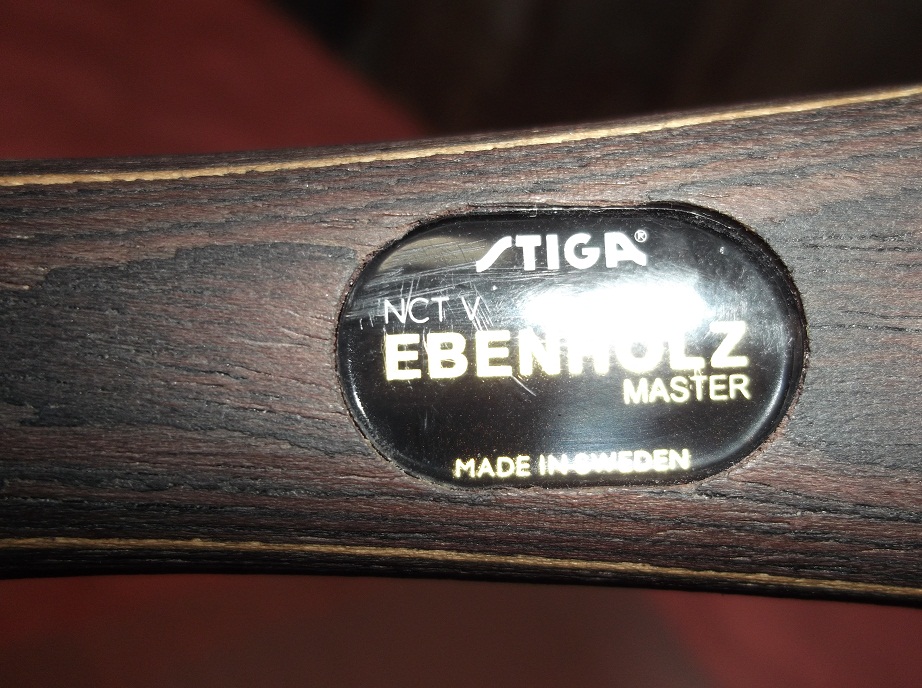 STIGA®
NCT V
EBENHOLZ
MASTER
MADE IN SWEDEN